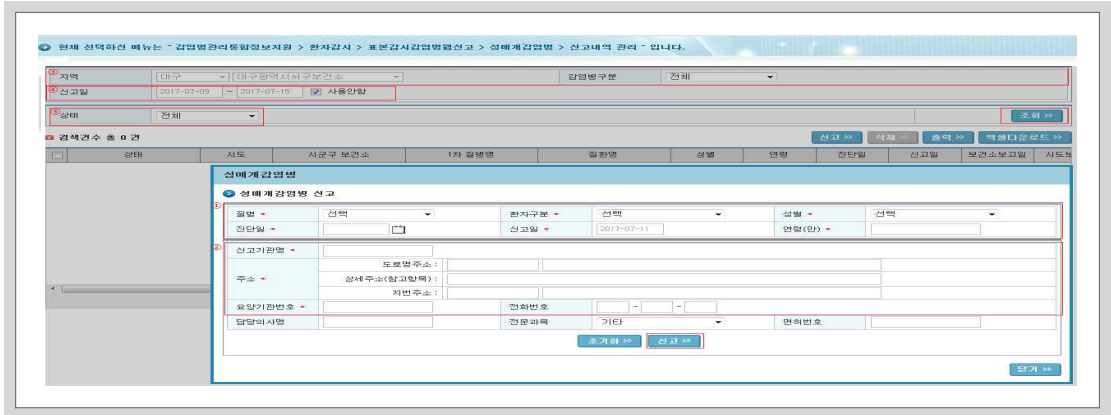 현재 선택하신 메뉴는 " 감염병관리통합정보지원 > 환자감시 > 표본감시감염병웹신고 > 성매개감염병 > 신고내역 관리 " 입니다.
③ 지역 대구 대구광역시서구보건소 감염병구분 전체
④ 신고일 2017-07-09 ~ 2017-07-15 사용안함
⑤ 상태 전체 조회 >>
검색건수 총 0 건 신고 >> 삭제 >> 출력 >> 엑셀다운로드 >>
상태 시도 시군구 보건소 1차 질병명 질환명 성별 연령 진단일 신고일 보건소보고일 시도보
성매개감염병
성매개감염병 신고
① 질병 * 선택 환자구분 * 선택 성별 * 선택
진단일 * 신고일 * 2017-07-11 연령(만) *
② 신고기관명 *
도로명주소 :
주소 * 상세주소(참고항목) :
지번주소 :
요양기관번호 * 전화번호 - -
담당의사명 전문과목 기타 면허번호
초기화 >> 신고 >>
닫기 >>